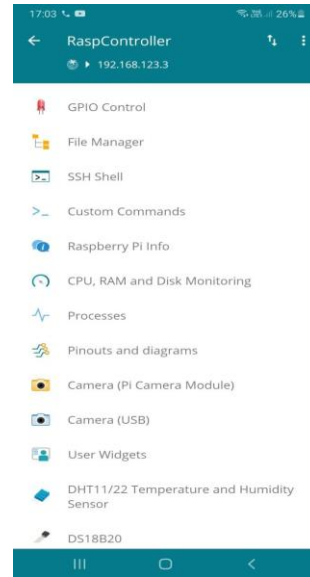 17:03
26%
RaspController
192.168.123.3
GPIO Control
File Manager
SSH Shell
Custom Commands
Raspberry Pi Info
CPU, RAM and Disk Monitoring
Processes
Pinouts and diagrams
Camera (Pi Camera Module)
Camera (USB)
User Widgets
DHT11/22 Temperature and Humidity
Sensor
DS18B20